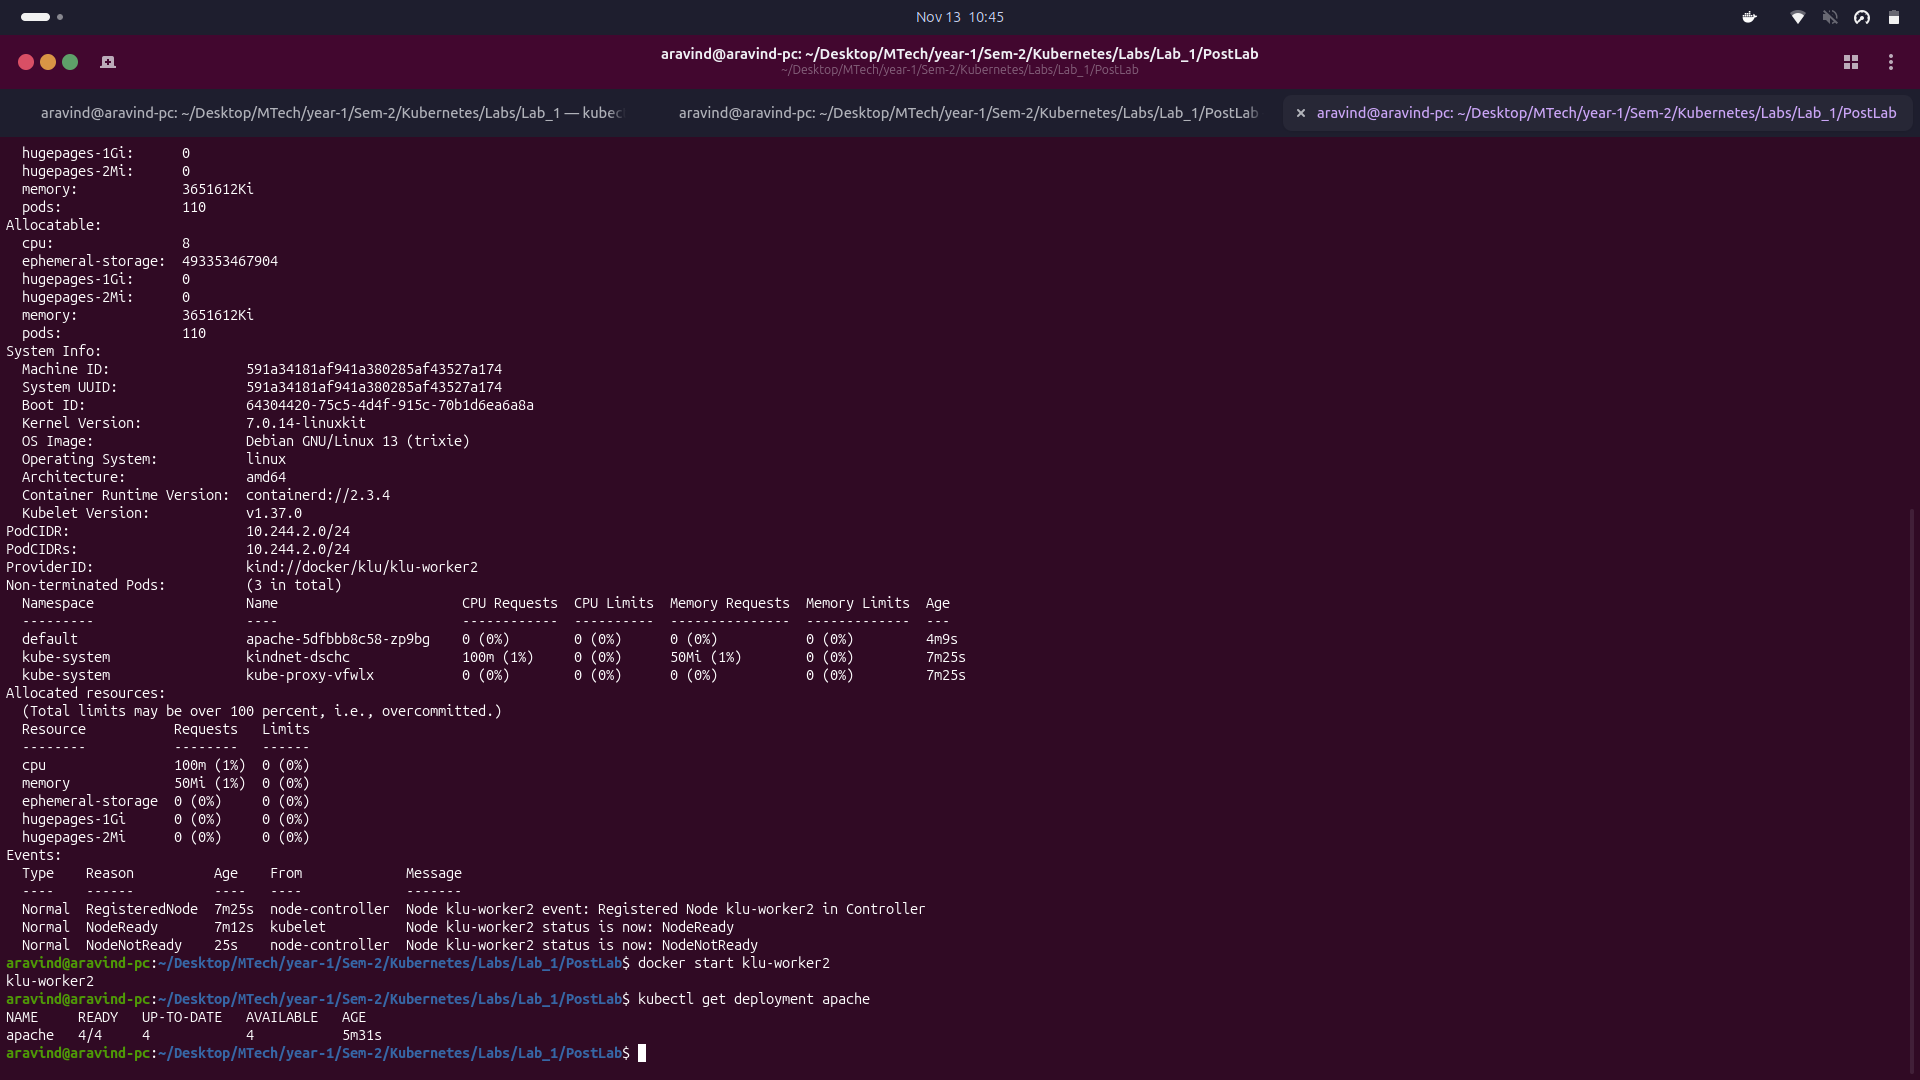 Nov 13  10:45
aravind@aravind-pc: ~/Desktop/MTech/year-1/Sem-2/Kubernetes/Labs/Lab_1/PostLab
~/Desktop/MTech/year-1/Sem-2/Kubernetes/Labs/Lab_1/PostLab
aravind@aravind-pc: ~/Desktop/MTech/year-1/Sem-2/Kubernetes/Labs/Lab_1 — kubec
aravind@aravind-pc: ~/Desktop/MTech/year-1/Sem-2/Kubernetes/Labs/Lab_1/PostLab
aravind@aravind-pc: ~/Desktop/MTech/year-1/Sem-2/Kubernetes/Labs/Lab_1/PostLab
  hugepages-1Gi:      0
  hugepages-2Mi:      0
  memory:             3651612Ki
  pods:               110
Allocatable:
  cpu:                8
  ephemeral-storage:  493353467904
  hugepages-1Gi:      0
  hugepages-2Mi:      0
  memory:             3651612Ki
  pods:               110
System Info:
  Machine ID:                 591a34181af941a380285af43527a174
  System UUID:                591a34181af941a380285af43527a174
  Boot ID:                    64304420-75c5-4d4f-915c-70b1d6ea6a8a
  Kernel Version:             7.0.14-linuxkit
  OS Image:                   Debian GNU/Linux 13 (trixie)
  Operating System:           linux
  Architecture:               amd64
  Container Runtime Version:  containerd://2.3.4
  Kubelet Version:            v1.37.0
PodCIDR:                      10.244.2.0/24
PodCIDRs:                     10.244.2.0/24
ProviderID:                   kind://docker/klu/klu-worker2
Non-terminated Pods:          (3 in total)
  Namespace                   Name                       CPU Requests  CPU Limits  Memory Requests  Memory Limits  Age
  ---------                   ----                       ------------  ----------  ---------------  -------------  ---
  default                     apache-5dfbbb8c58-zp9bg    0 (0%)        0 (0%)      0 (0%)           0 (0%)         4m9s
  kube-system                 kindnet-dschc              100m (1%)     0 (0%)      50Mi (1%)        0 (0%)         7m25s
  kube-system                 kube-proxy-vfwlx           0 (0%)        0 (0%)      0 (0%)           0 (0%)         7m25s
Allocated resources:
  (Total limits may be over 100 percent, i.e., overcommitted.)
  Resource           Requests   Limits
  --------           --------   ------
  cpu                100m (1%)  0 (0%)
  memory             50Mi (1%)  0 (0%)
  ephemeral-storage  0 (0%)     0 (0%)
  hugepages-1Gi      0 (0%)     0 (0%)
  hugepages-2Mi      0 (0%)     0 (0%)
Events:
  Type    Reason          Age    From             Message
  ----    ------          ----   ----             -------
  Normal  RegisteredNode  7m25s  node-controller  Node klu-worker2 event: Registered Node klu-worker2 in Controller
  Normal  NodeReady       7m12s  kubelet          Node klu-worker2 status is now: NodeReady
  Normal  NodeNotReady    25s    node-controller  Node klu-worker2 status is now: NodeNotReady
aravind@aravind-pc:~/Desktop/MTech/year-1/Sem-2/Kubernetes/Labs/Lab_1/PostLab$ docker start klu-worker2
klu-worker2
aravind@aravind-pc:~/Desktop/MTech/year-1/Sem-2/Kubernetes/Labs/Lab_1/PostLab$ kubectl get deployment apache
NAME     READY   UP-TO-DATE   AVAILABLE   AGE
apache   4/4     4            4           5m31s
aravind@aravind-pc:~/Desktop/MTech/year-1/Sem-2/Kubernetes/Labs/Lab_1/PostLab$